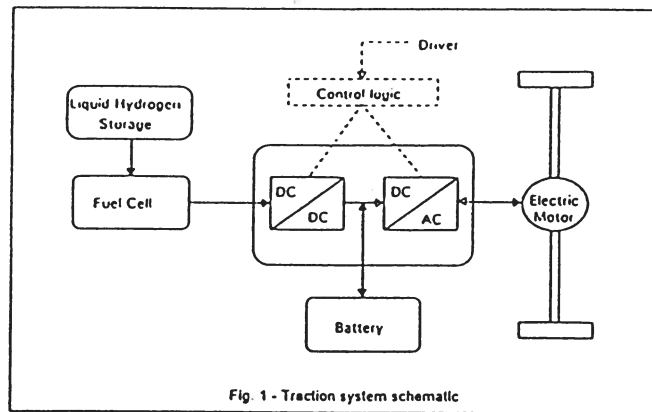 Driver
Control logic
Liquid Hydrogen
Storage
Fuel Cell
DC
DC
DC
AC
Electric
Motor
Battery
Fig. 1 - Traction system schematic